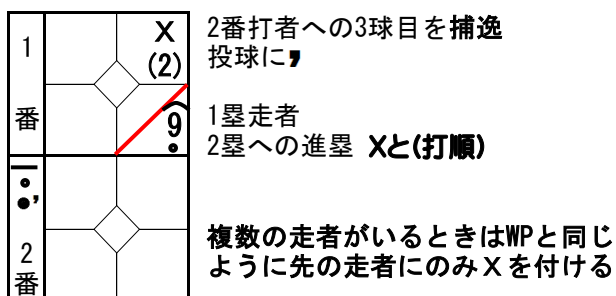 1
番
X
(2)
9
2番打者への3球目を捕逸
投球に❜
1塁走者
2塁への進塁 Xと(打順)
2
番
複数の走者がいるときはWPと同じ
ように先の走者にのみXを付ける